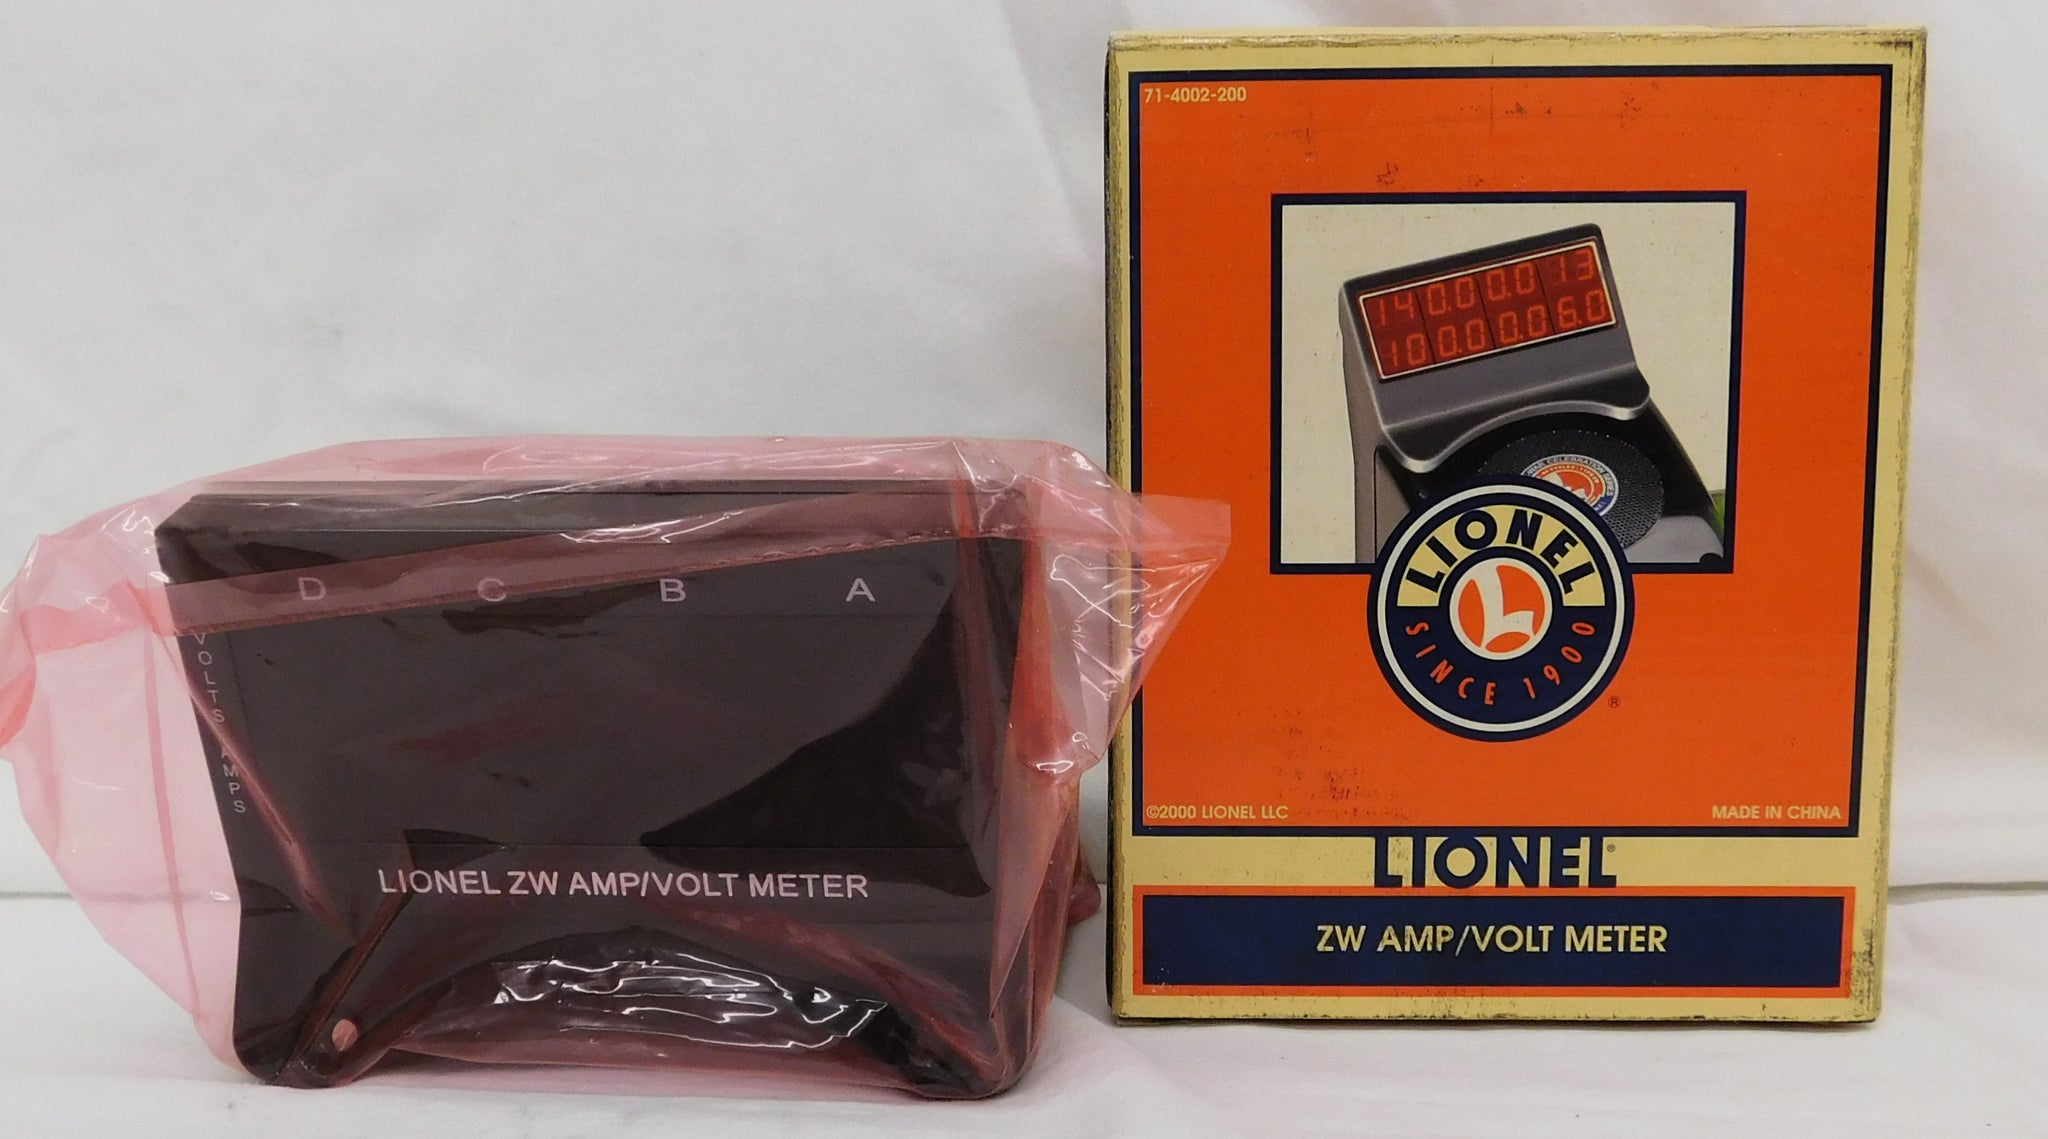 D C B A
VOLTS AMPS
LIONEL ZW AMP/VOLT METER
71-4002-200
14 0.0 0.0 13
10 0.0 0.0 6.0
LIONEL
L
SINCE 1900
®
©2000 LIONEL LLC
MADE IN CHINA
LIONEL®
ZW AMP/VOLT METER